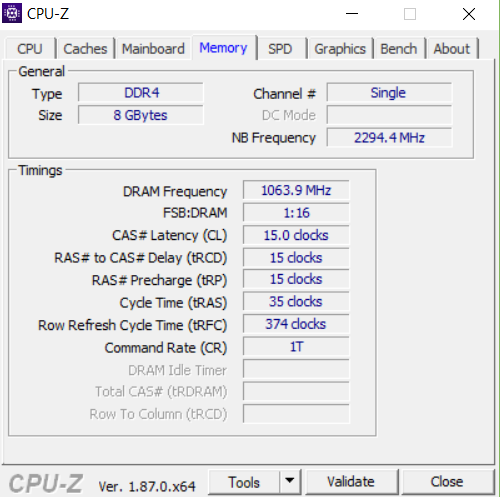 CPU-Z
CPU Caches Mainboard Memory SPD Graphics Bench About
General
Type DDR4 Channel # Single
Size 8 GBytes DC Mode
NB Frequency 2294.4 MHz
Timings
DRAM Frequency 1063.9 MHz
FSB:DRAM 1:16
CAS# Latency (CL) 15.0 clocks
RAS# to CAS# Delay (tRCD) 15 clocks
RAS# Precharge (tRP) 15 clocks
Cycle Time (tRAS) 35 clocks
Row Refresh Cycle Time (tRFC) 374 clocks
Command Rate (CR) 1T
DRAM Idle Timer
Total CAS# (tRDRAM)
Row To Column (tRCD)
CPU-Z Ver. 1.87.0.x64 Tools Validate Close